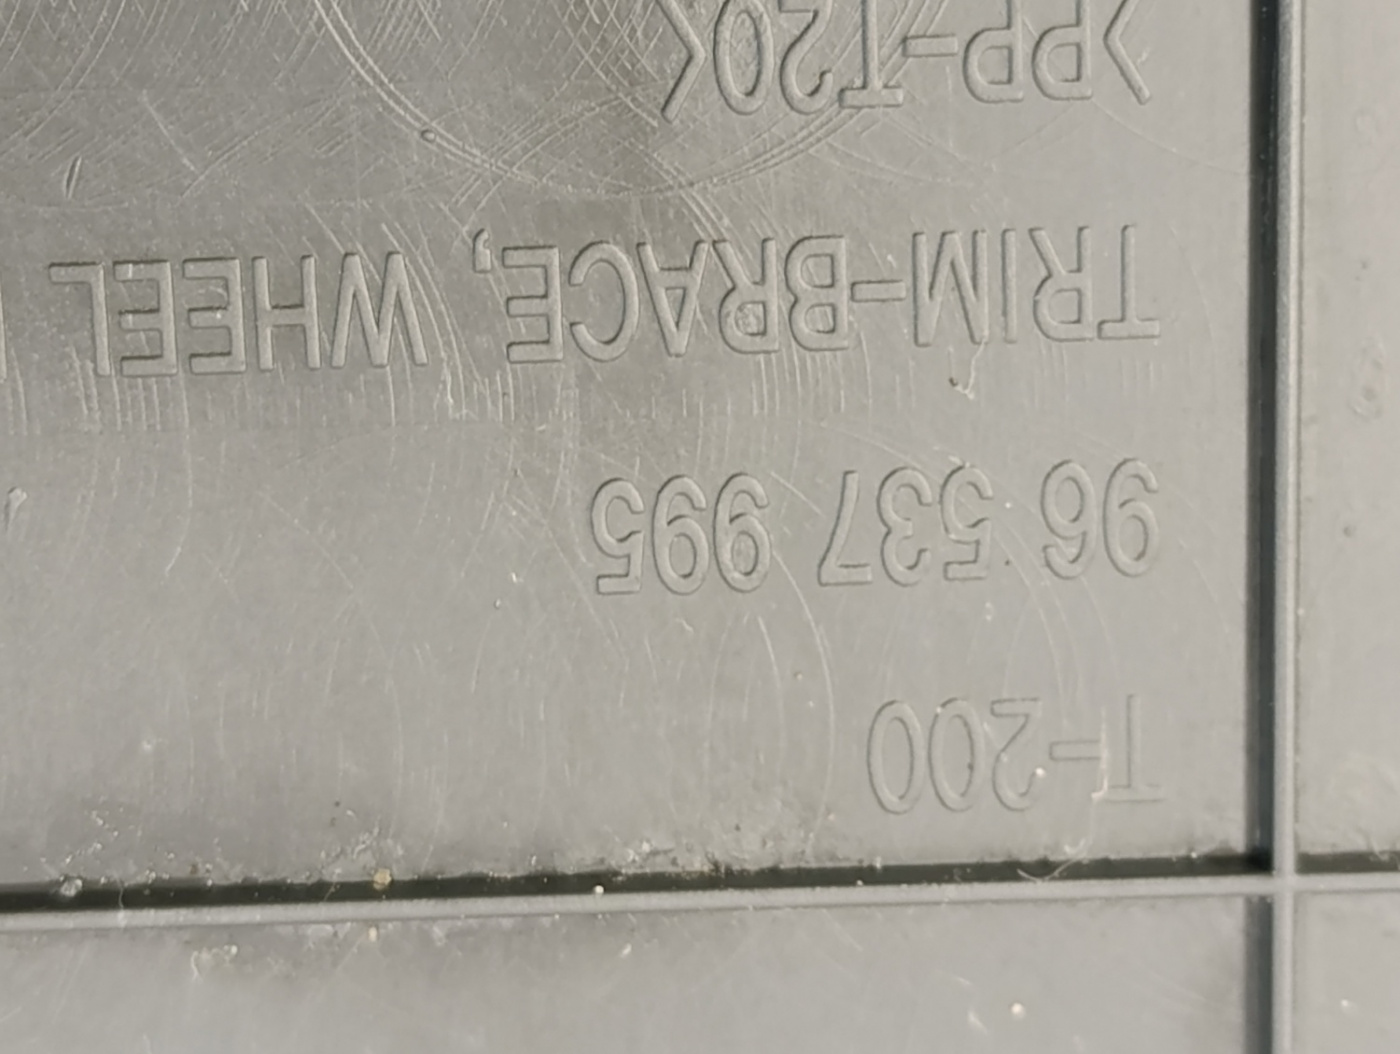 T-200
96 537 995
TRIM-BRACE, WHEEL
>PP-T20<